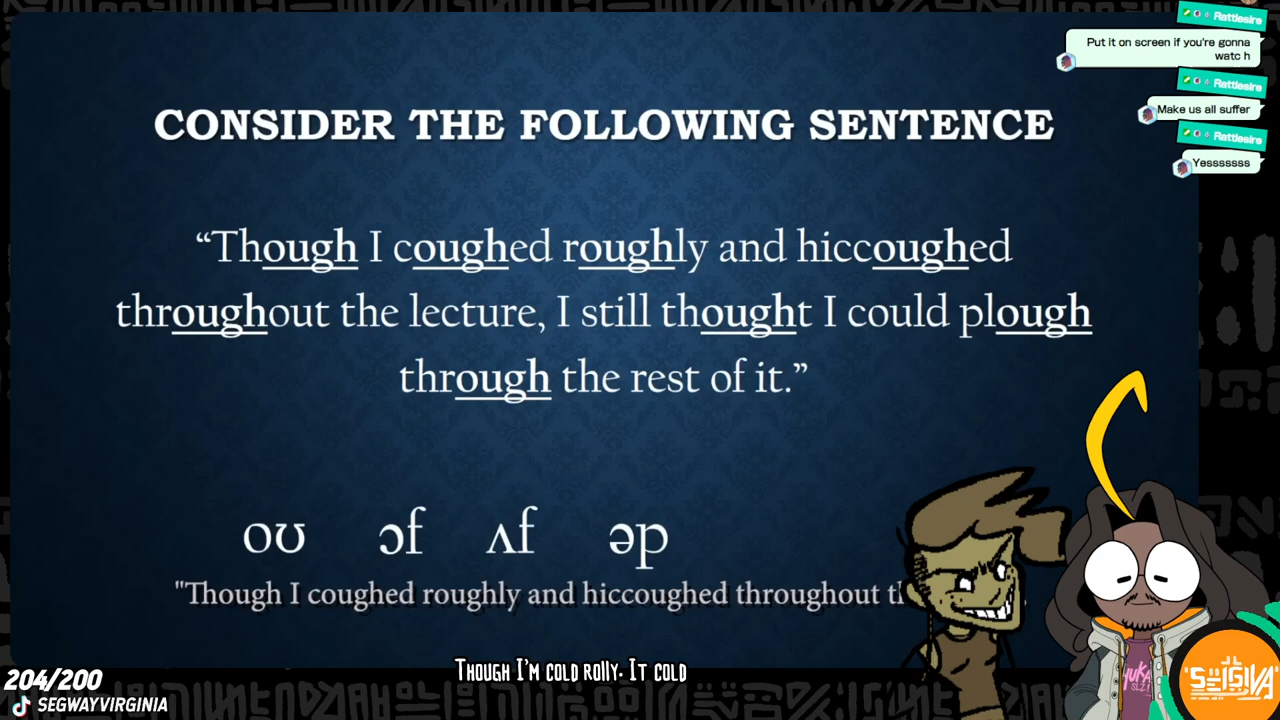 Rattlesire
Put it on screen if you're gonna
watc h
Rattlesire
Make us all suffer
Rattlesire
Yesssssss
CONSIDER THE FOLLOWING SENTENCE
“Though I coughed roughly and hiccoughed
throughout the lecture, I still thought I could plough
through the rest of it.”
oʊ ɔf ʌf əp
"Though I coughed roughly and hiccoughed throughout
Though I'm cold rolly. It cold
204/200
SEGWAYVIRGINIA